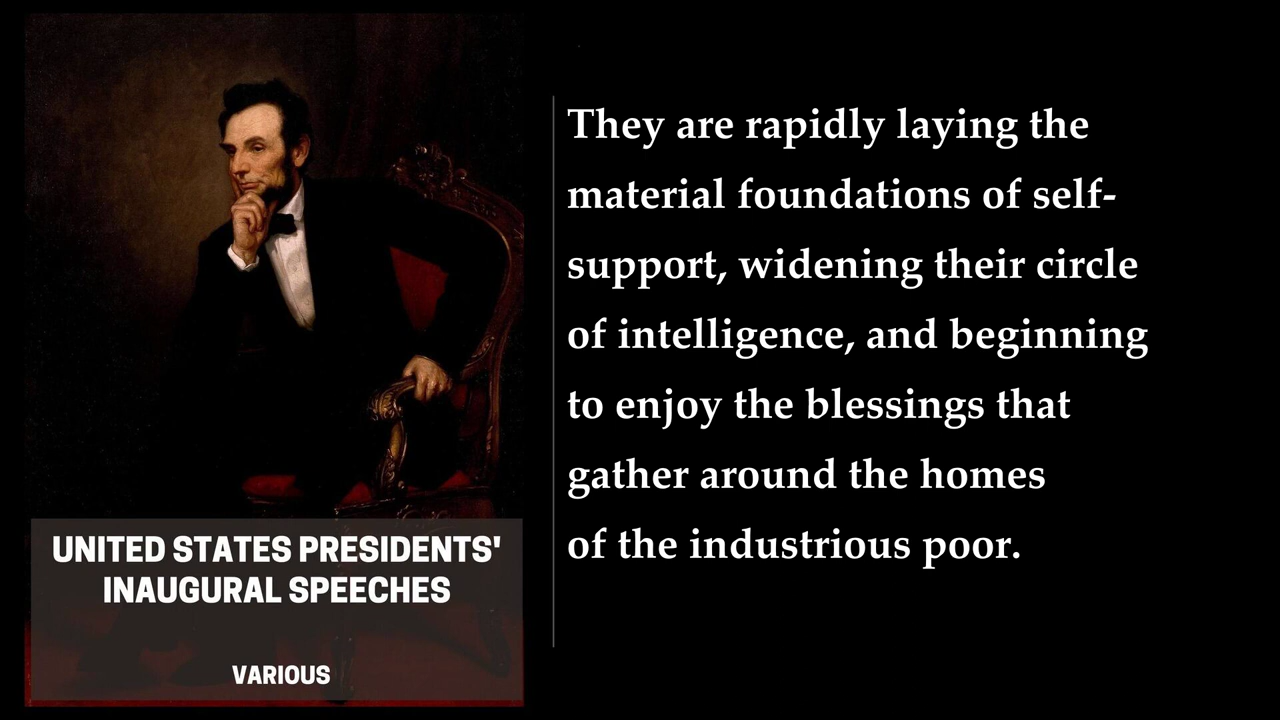 UNITED STATES PRESIDENTS'
INAUGURAL SPEECHES
VARIOUS
They are rapidly laying the
material foundations of self-
support, widening their circle
of intelligence, and beginning
to enjoy the blessings that
gather around the homes
of the industrious poor.